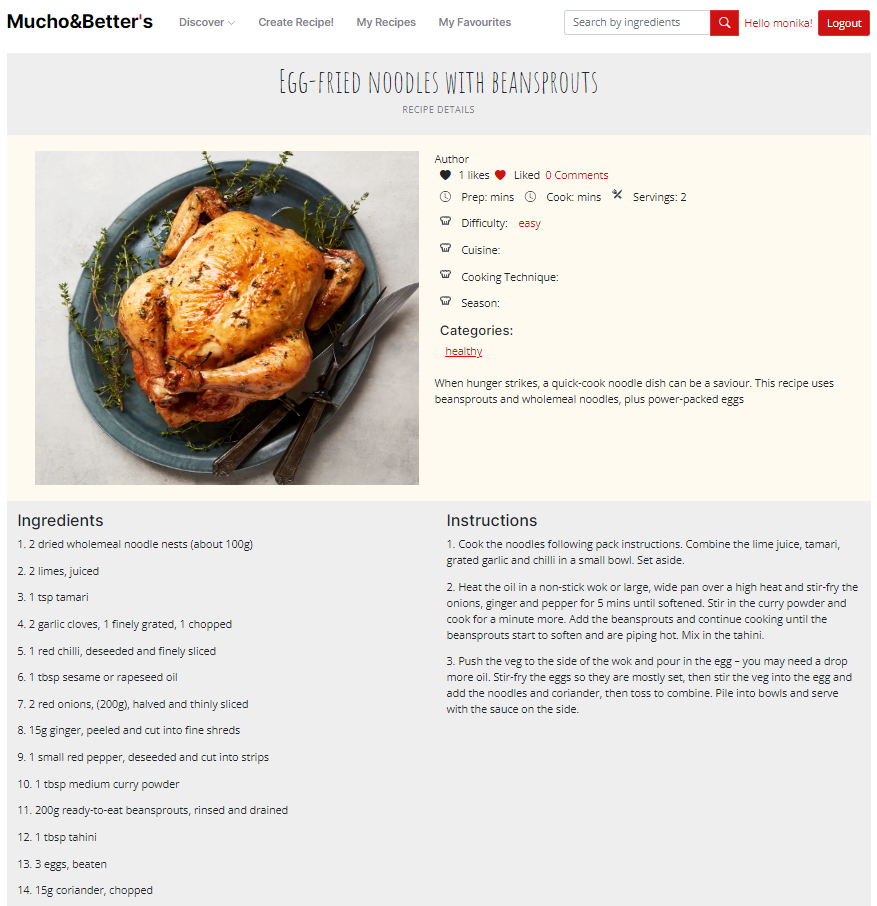 Mucho&Better's
Discover
Create Recipe!
My Recipes
My Favourites
Search by ingredients
Hello monika!
Logout
Egg-fried noodles with beansprouts
RECIPE DETAILS
Author
1 likes Liked 0 Comments
Prep: mins Cook: mins Servings: 2
Difficulty: easy
Cuisine:
Cooking Technique:
Season:
Categories:
healthy
When hunger strikes, a quick-cook noodle dish can be a saviour. This recipe uses
beansprouts and wholemeal noodles, plus power-packed eggs
Ingredients
1. 2 dried wholemeal noodle nests (about 100g)
2. 2 limes, juiced
3. 1 tsp tamari
4. 2 garlic cloves, 1 finely grated, 1 chopped
5. 1 red chilli, deseeded and finely sliced
6. 1 tbsp sesame or rapeseed oil
7. 2 red onions, (200g), halved and thinly sliced
8. 15g ginger, peeled and cut into fine shreds
9. 1 small red pepper, deseeded and cut into strips
10. 1 tbsp medium curry powder
11. 200g ready-to-eat beansprouts, rinsed and drained
12. 1 tbsp tahini
13. 3 eggs, beaten
14. 15g coriander, chopped
Instructions
1. Cook the noodles following pack instructions. Combine the lime juice, tamari,
grated garlic and chilli in a small bowl. Set aside.
2. Heat the oil in a non-stick wok or large, wide pan over a high heat and stir-fry the
onions, ginger and pepper for 5 mins until softened. Stir in the curry powder and
cook for a minute more. Add the beansprouts and continue cooking until the
beansprouts start to soften and are piping hot. Mix in the tahini.
3. Push the veg to the side of the wok and pour in the egg – you may need a drop
more oil. Stir-fry the eggs so they are mostly set, then stir the veg into the egg and
add the noodles and coriander, then toss to combine. Pile into bowls and serve
with the sauce on the side.